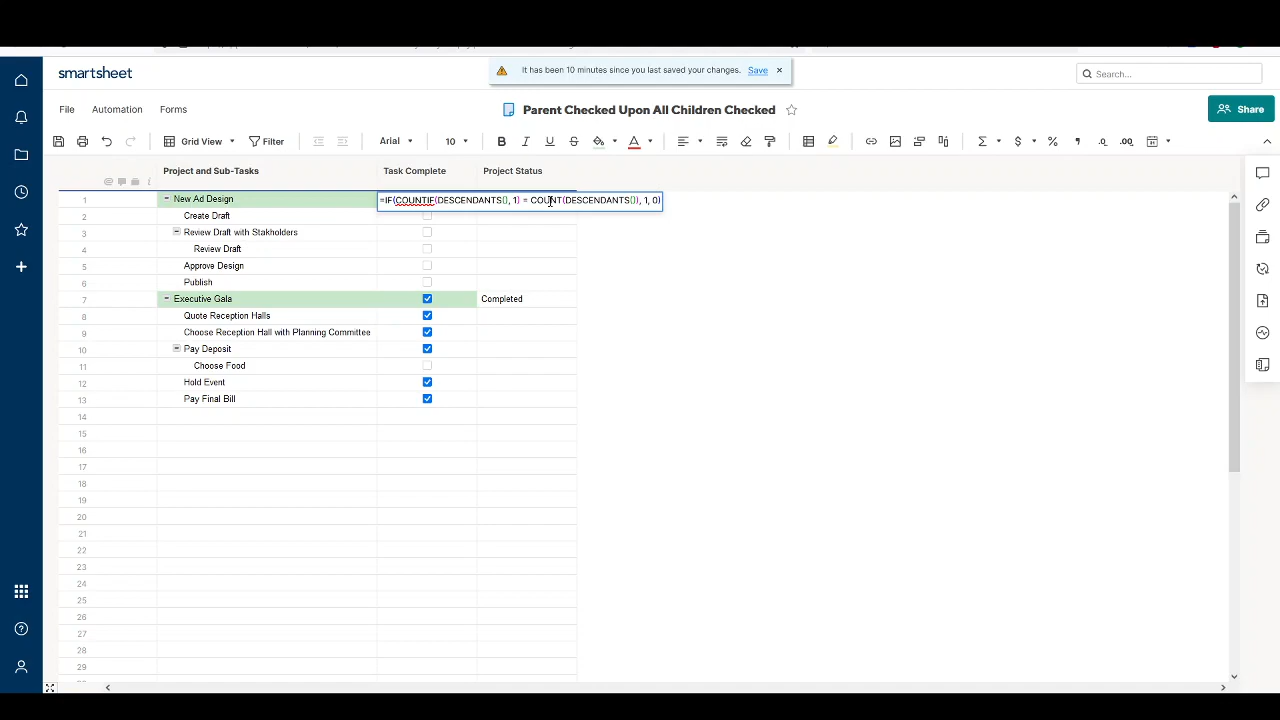 smartsheet
It has been 10 minutes since you last saved your changes. Save
Search...
File Automation Forms
Parent Checked Upon All Children Checked
Share
Grid View Filter Arial 10 B I U S A Σ $ % .0 .00
Project and Sub-Tasks Task Complete Project Status
1 New Ad Design =IF(COUNTIF(DESCENDANTS(), 1) = COUNT(DESCENDANTS()), 1, 0)
2 Create Draft
3 Review Draft with Stakholders
4 Review Draft
5 Approve Design
6 Publish
7 Executive Gala Completed
8 Quote Reception Halls
9 Choose Reception Hall with Planning Committee
10 Pay Deposit
11 Choose Food
12 Hold Event
13 Pay Final Bill
14
15
16
17
18
19
20
21
22
23
24
25
26
27
28
29